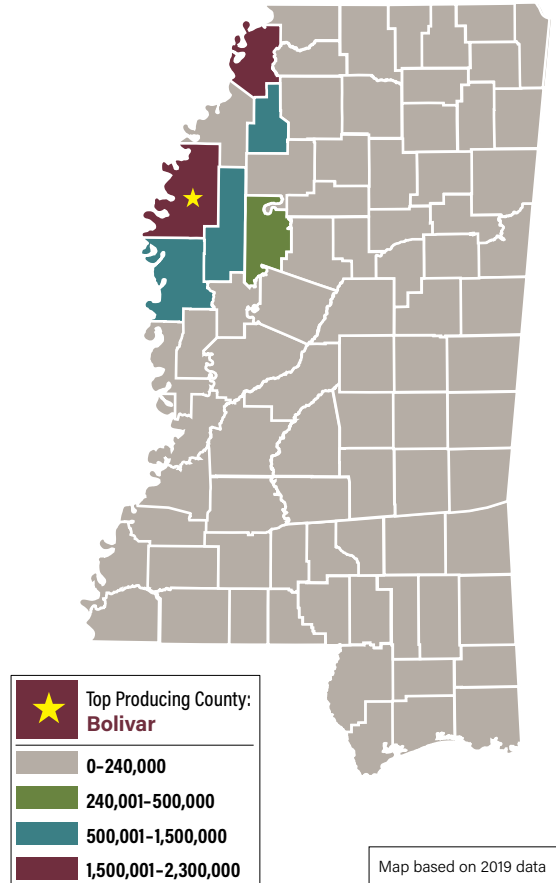 Top Producing County:
Bolivar
0–240,000
240,001–500,000
500,001–1,500,000
1,500,001–2,300,000
Map based on 2019 data